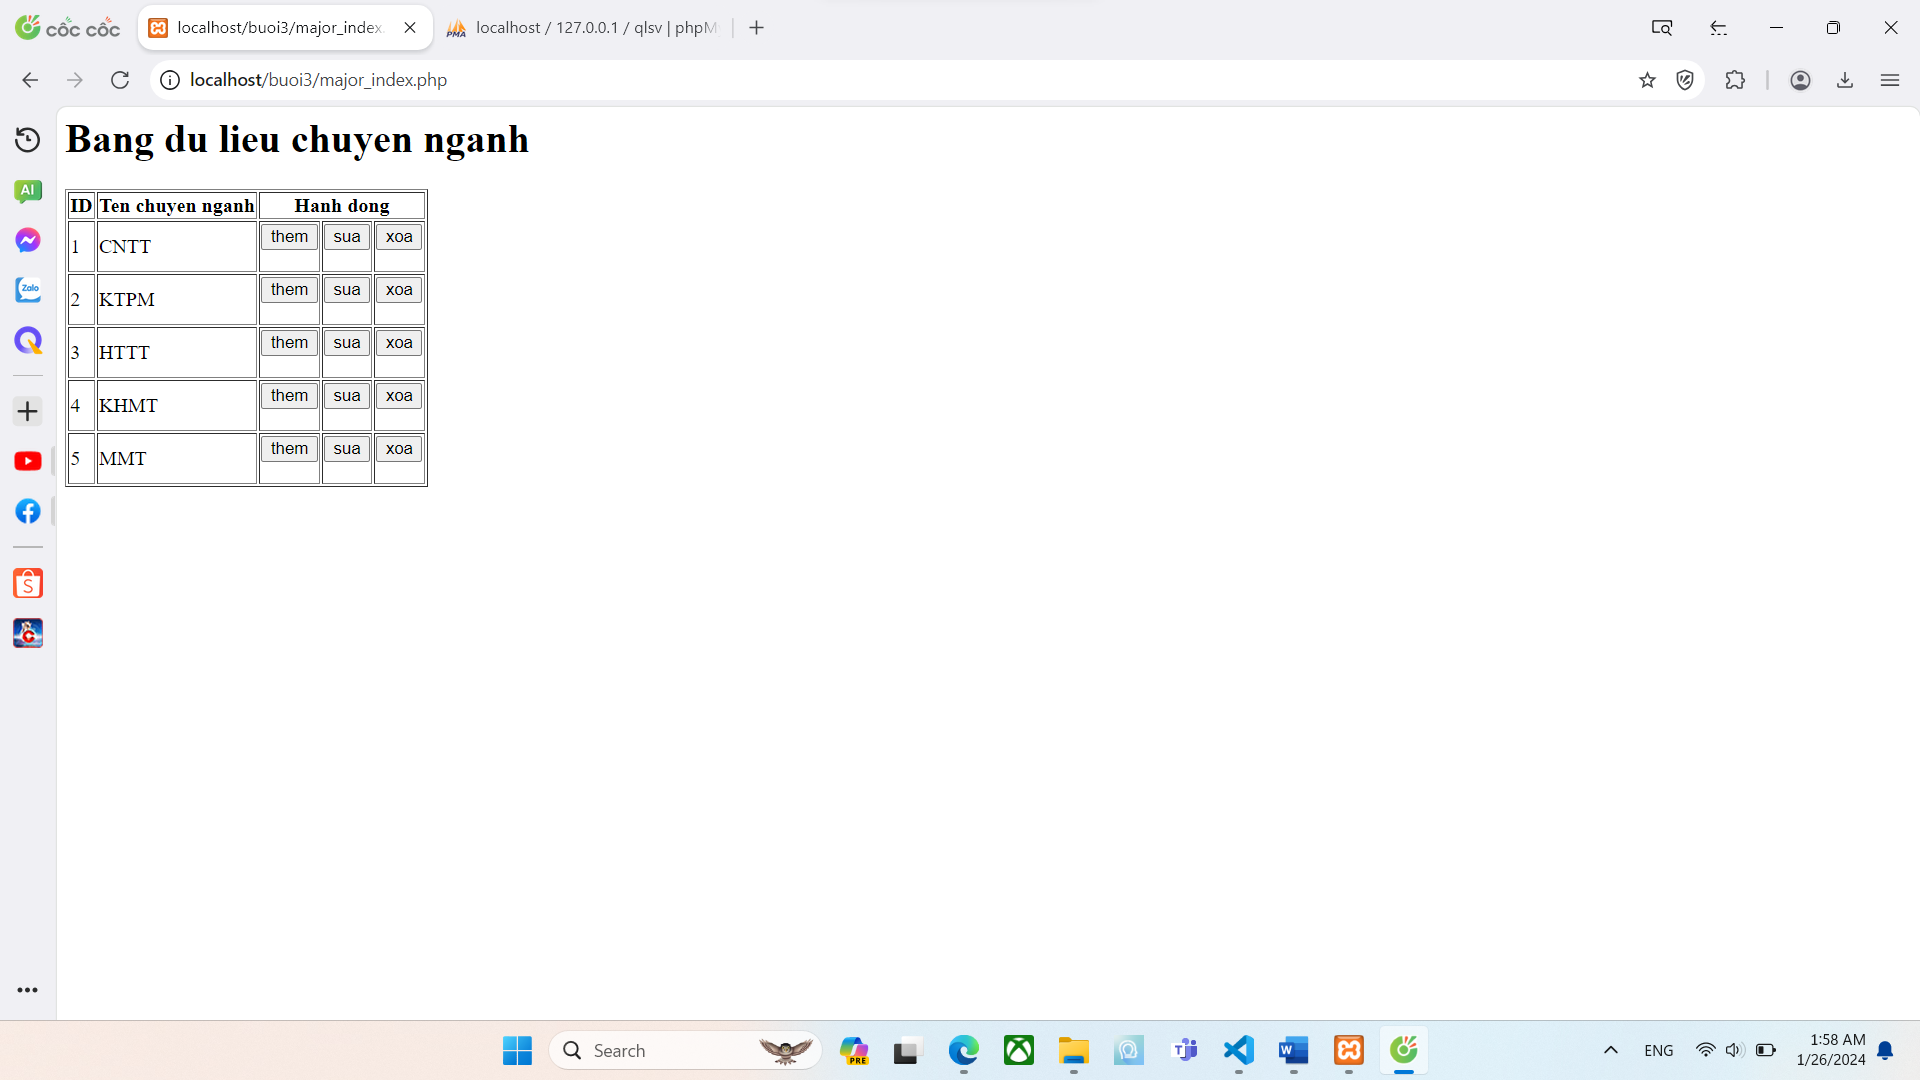 cốc cốc
localhost/buoi3/major_index.
localhost / 127.0.0.1 / qlsv | phpM
localhost/buoi3/major_index.php
AI
Zalo
Bang du lieu chuyen nganh
ID Ten chuyen nganh Hanh dong
1 CNTT them sua xoa
2 KTPM them sua xoa
3 HTTT them sua xoa
4 KHMT them sua xoa
5 MMT them sua xoa
Search
PRE
ENG
1:58 AM
1/26/2024